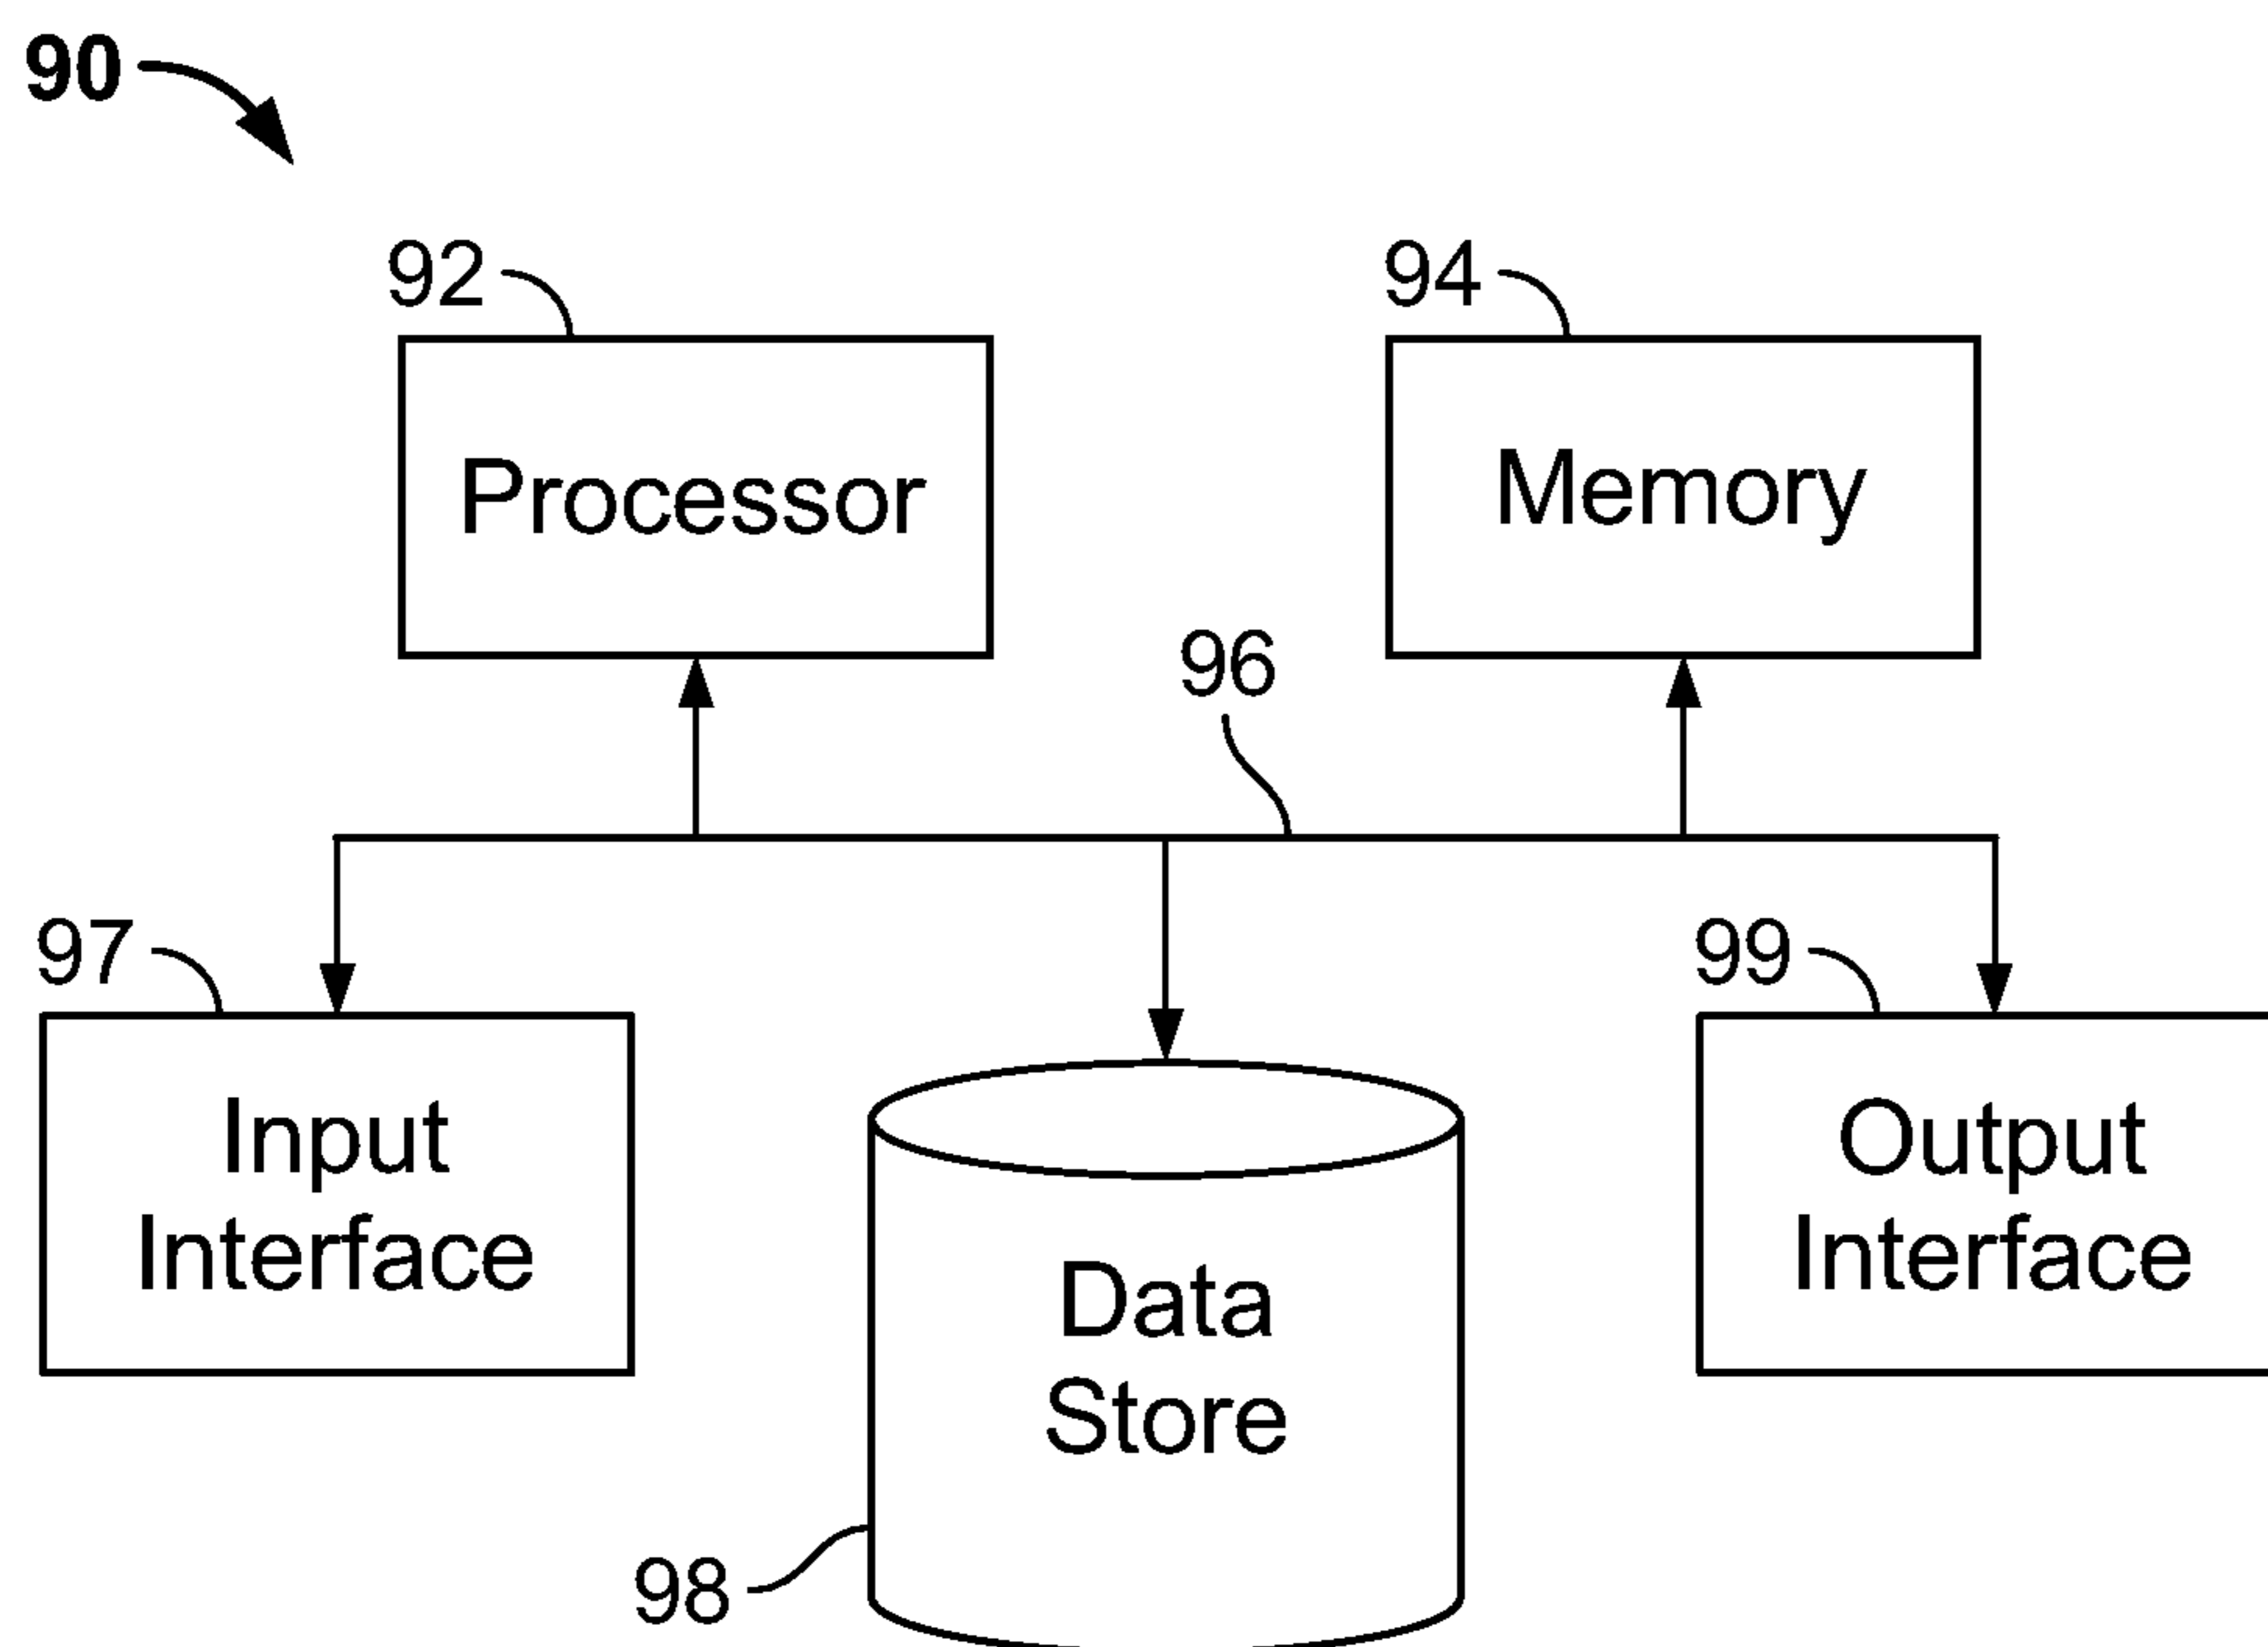 90
92
94
Processor
Memory
96
97
99
Input
Interface
Output
Interface
Data
Store
98